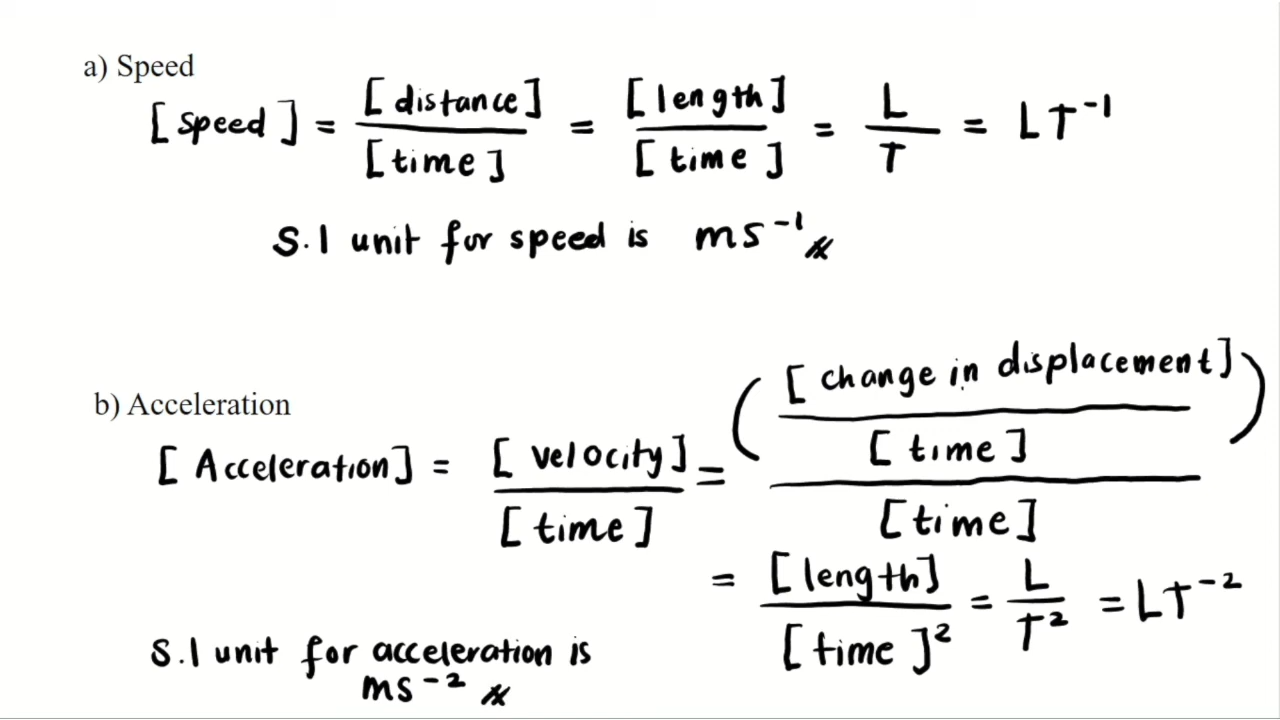 a) Speed
[speed] = [distance] / [time] = [length] / [time] = L / T = LT⁻¹
S.I unit for speed is ms⁻¹
b) Acceleration
[Acceleration] = [velocity] / [time] = ([change in displacement] / [time]) / [time]
= [length] / [time]² = L / T² = LT⁻²
S.I unit for acceleration is
ms⁻²